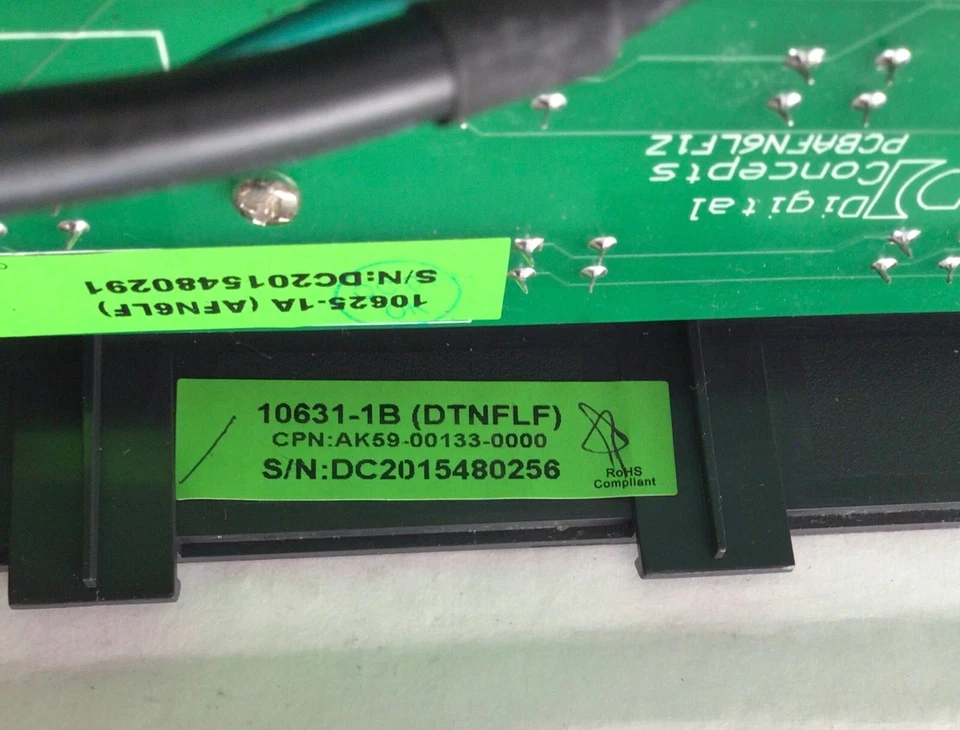 PCBAFN6LF1Z
Digital
Concepts
10625-1A (AFN6LF)
S/N:DC2015480291
10631-1B (DTNFLF)
CPN:AK59-00133-0000
S/N:DC2015480256
RoHS
Compliant